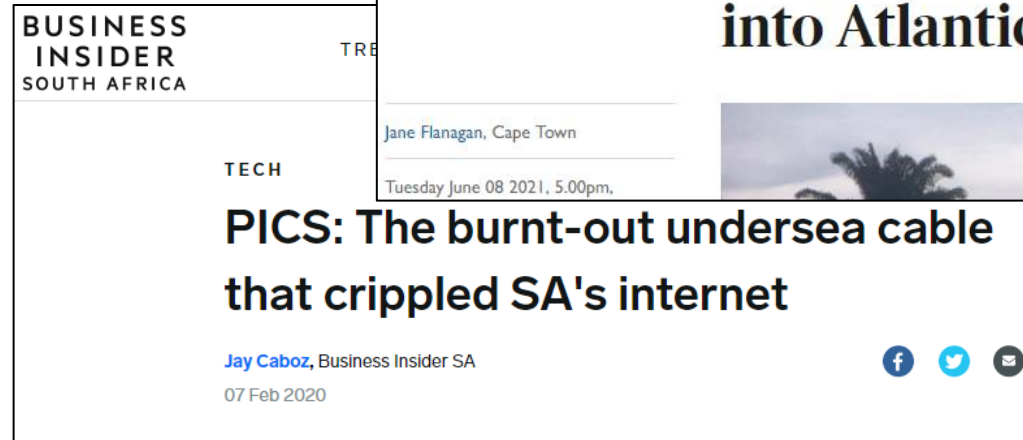 BUSINESS
INSIDER
SOUTH AFRICA
into Atlantic
Jane Flanagan, Cape Town
Tuesday June 08 2021, 5.00pm,
TECH
PICS: The burnt-out undersea cable
that crippled SA's internet
Jay Caboz, Business Insider SA
07 Feb 2020